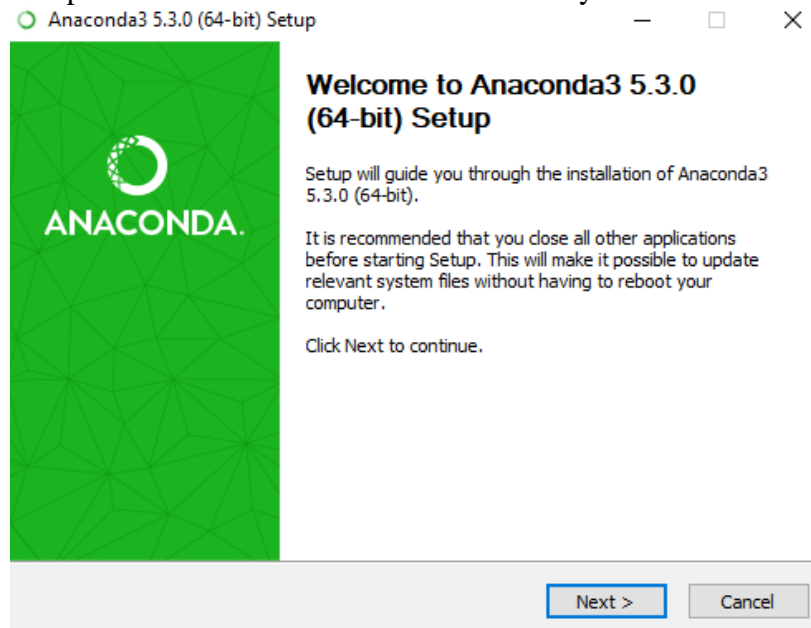 Anaconda3 5.3.0 (64-bit) Setup
Welcome to Anaconda3 5.3.0
(64-bit) Setup
Setup will guide you through the installation of Anaconda3
5.3.0 (64-bit).
It is recommended that you close all other applications
before starting Setup. This will make it possible to update
relevant system files without having to reboot your
computer.
Click Next to continue.
ANACONDA.
Next >
Cancel